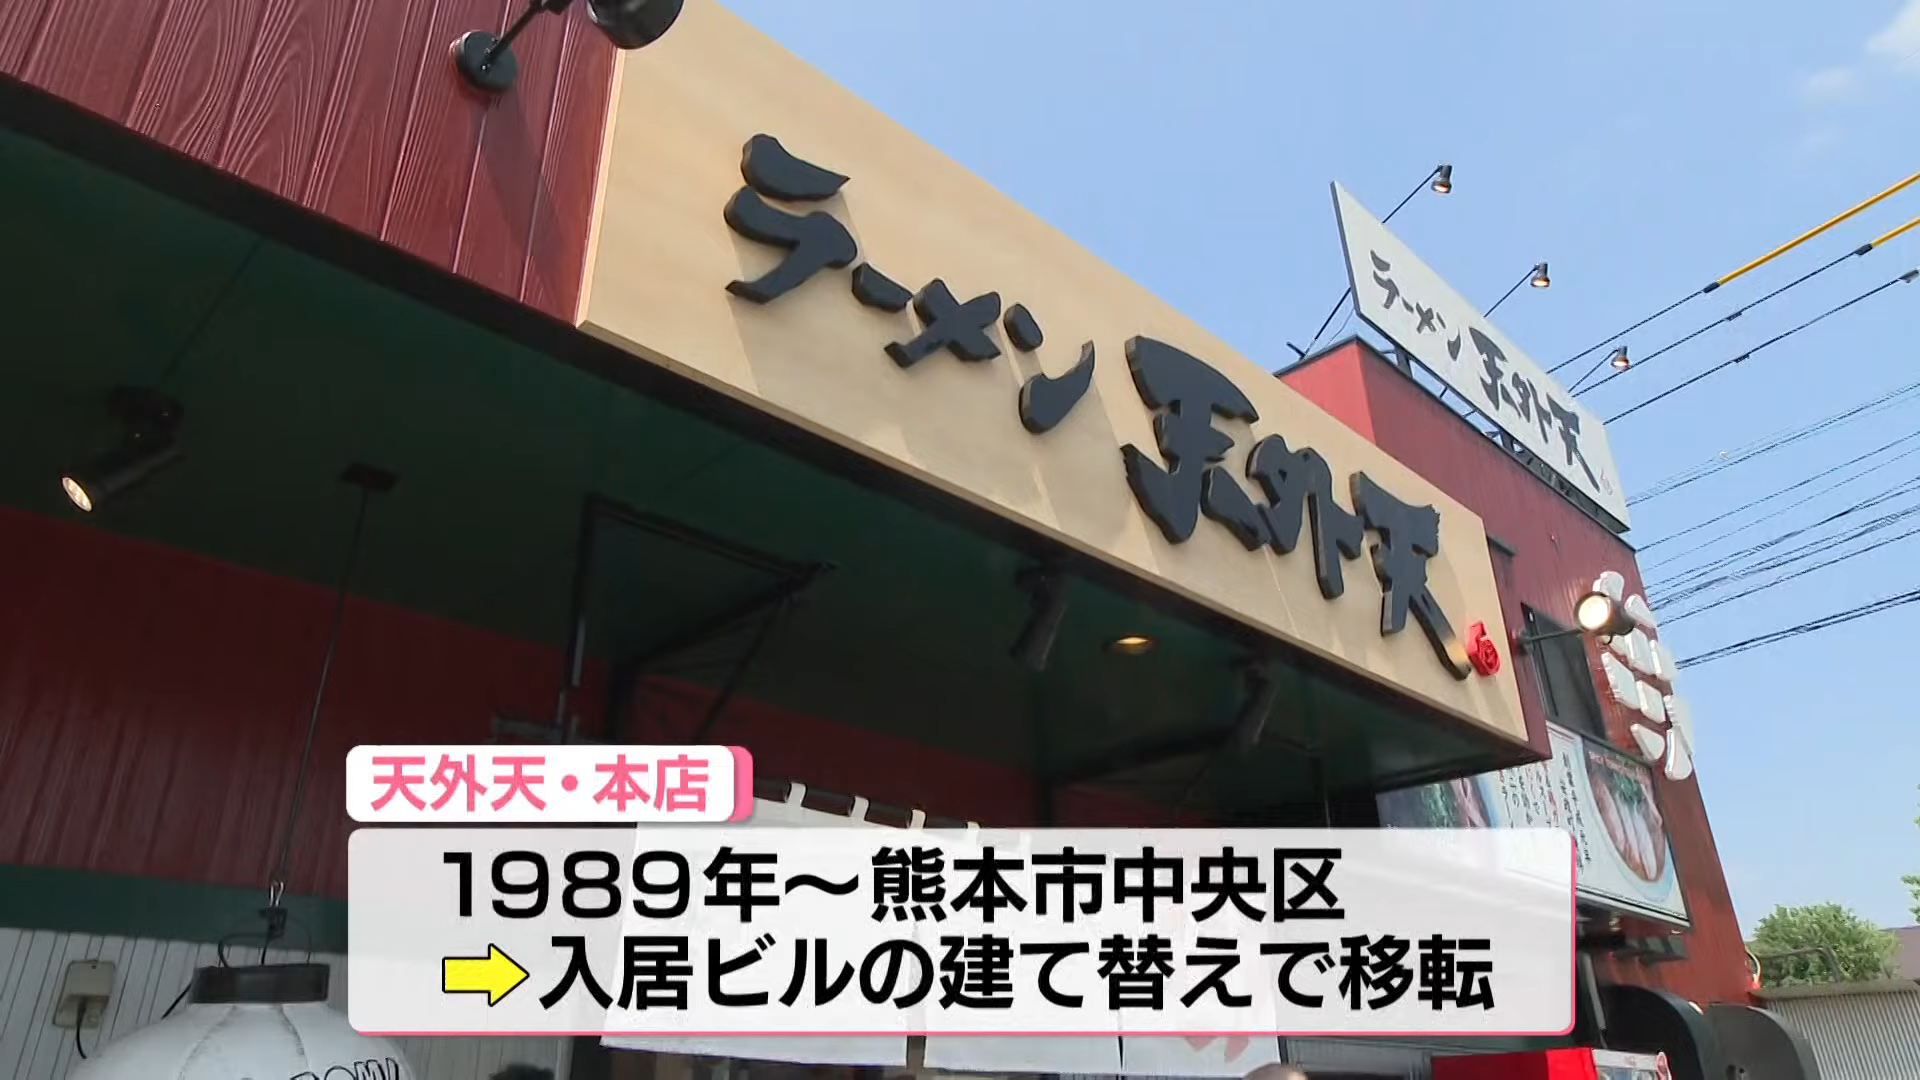 ラーメン 天外天
ラーメン 天外天
天外天・本店
1989年～熊本市中央区
➡入居ビルの建て替えで移転